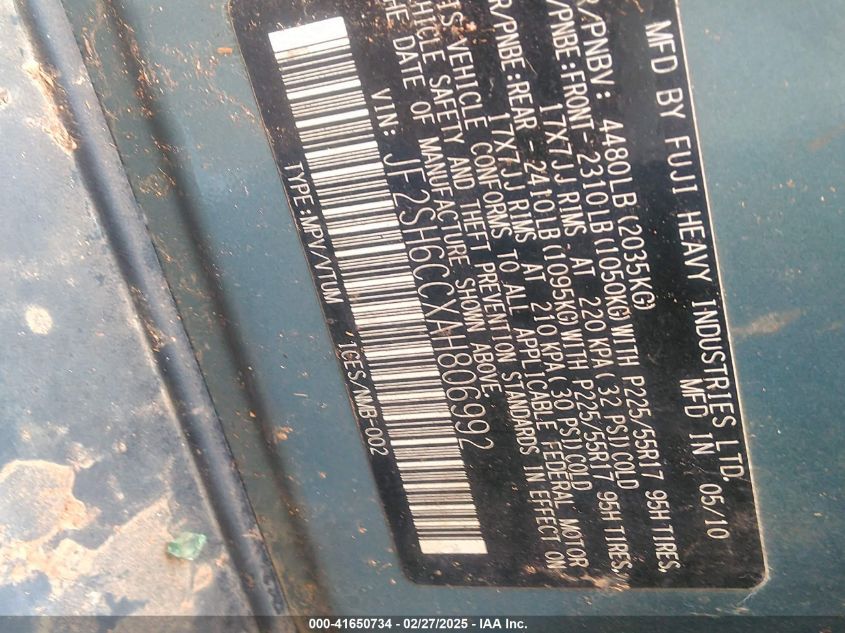 MFD BY FUJI HEAVY INDUSTRIES LTD. MFD IN 05/10
/PNBV: 4480LB (2035KG)
/PNBE:FRONT- 2310LB(1050KG)WITH P225/55R17 95H TIRES,
17X7JJ RIMS AT 220 KPA( 32 PSI)COLD
R/PNBE:REAR - 2410LB(1095KG)WITH P225/55R17 95H TIRES,
17X7JJ RIMS AT 210 KPA( 30 PSI)COLD
VEHICLE CONFORMS TO ALL APPLICABLE FEDERAL MOTOR
VEHICLE SAFETY AND THEFT PREVENTION STANDARDS IN EFFECT ON
THE DATE OF MANUFACTURE SHOWN ABOVE.
VIN: JF2SH6CCXAH806992
TYPE:MPV/VTUM ICES/NMB-002
000-41650734 - 02/27/2025 - IAA Inc.